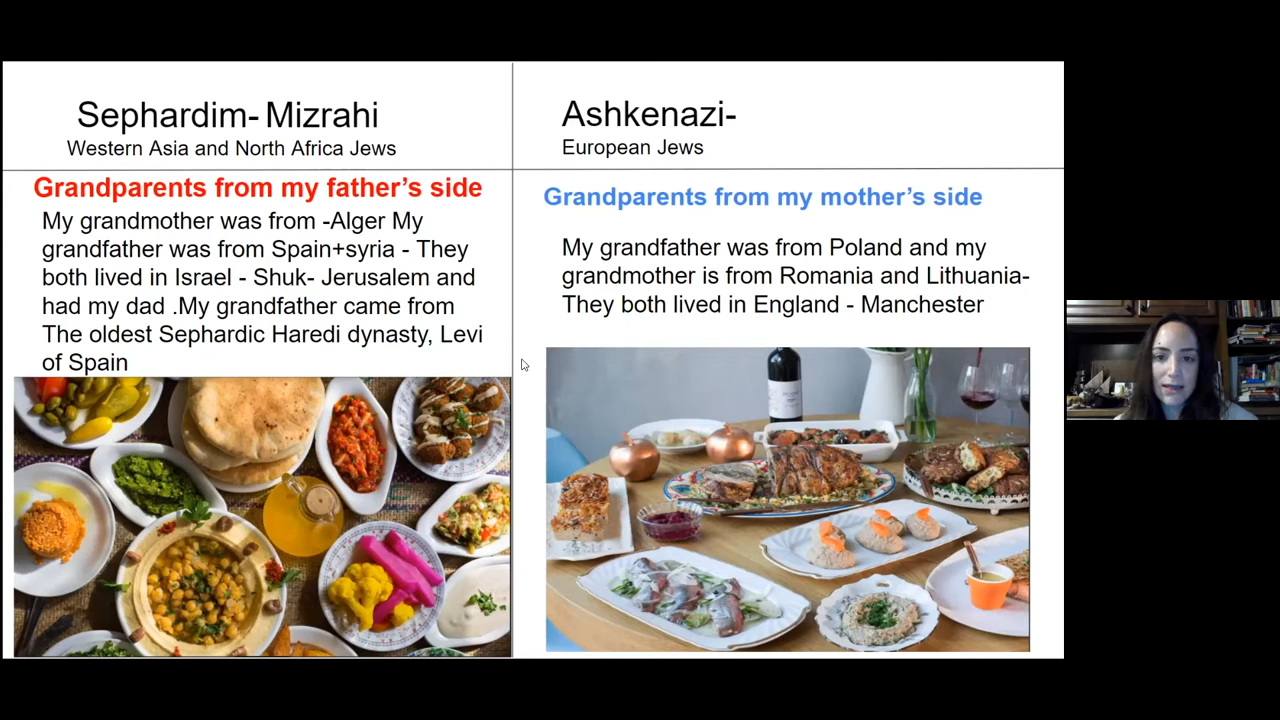 Sephardim- Mizrahi
Western Asia and North Africa Jews
Grandparents from my father's side
My grandmother was from -Alger My
grandfather was from Spain+syria - They
both lived in Israel - Shuk- Jerusalem and
had my dad .My grandfather came from
The oldest Sephardic Haredi dynasty, Levi
of Spain
Ashkenazi-
European Jews
Grandparents from my mother's side
My grandfather was from Poland and my
grandmother is from Romania and Lithuania-
They both lived in England - Manchester